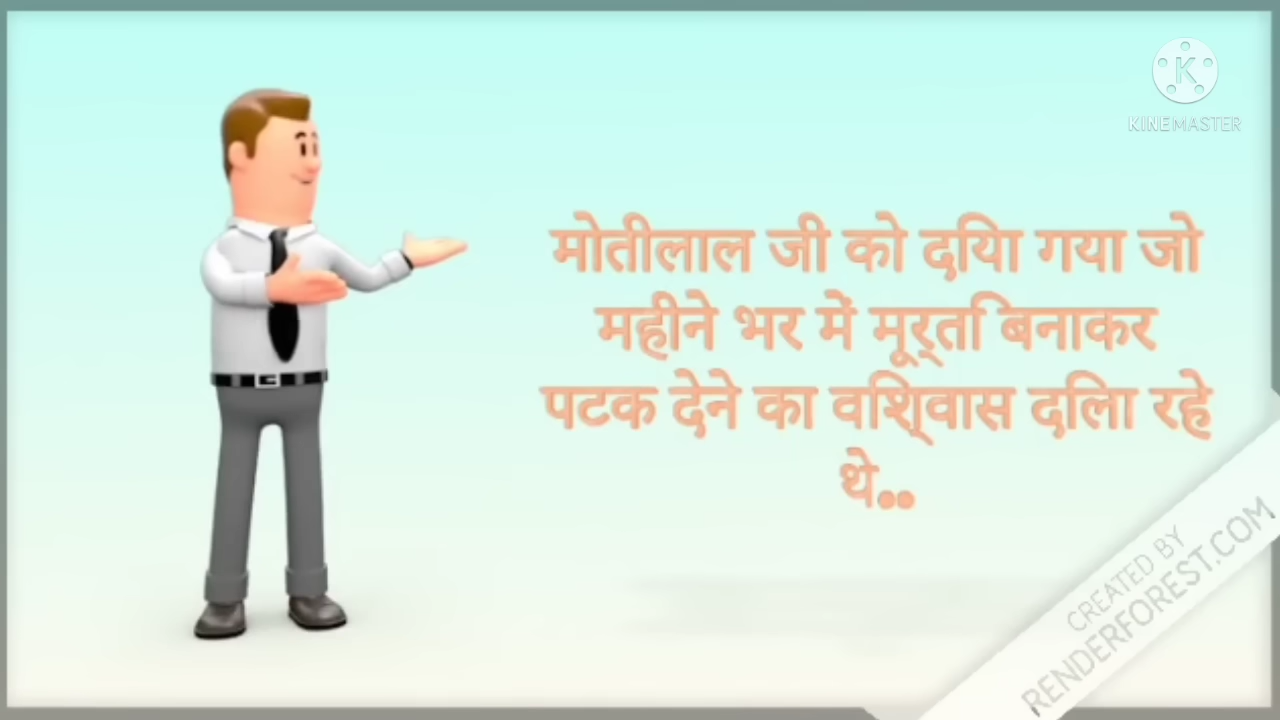 KINEMASTER
मोतीलाल जी को दयिा गया जो
महीने भर में मूर्ता िबनाकर
पटक देने का वशि्वास दलिा रहे
थे..
CREATED BY
RENDERFOREST.COM